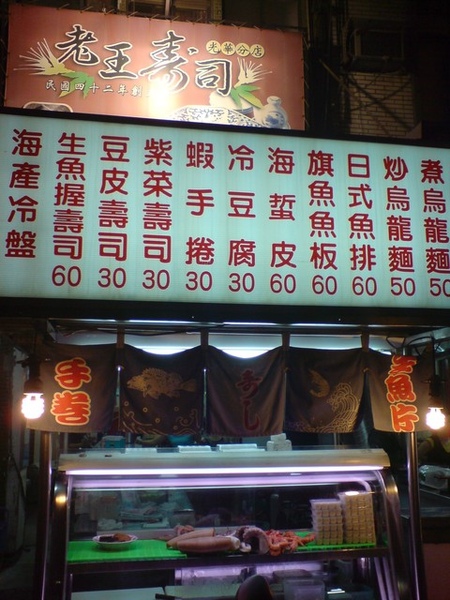 老王壽司
光華分店
民國四十二年創
海產冷盤
生魚握壽司 60
豆皮壽司 30
紫菜壽司 30
蝦手捲 30
冷豆腐 30
海蜇皮 50
旗魚魚板 60
日式魚排 60
炒烏龍麵 50
煮烏龍麵 50
手卷
寿し
生魚片